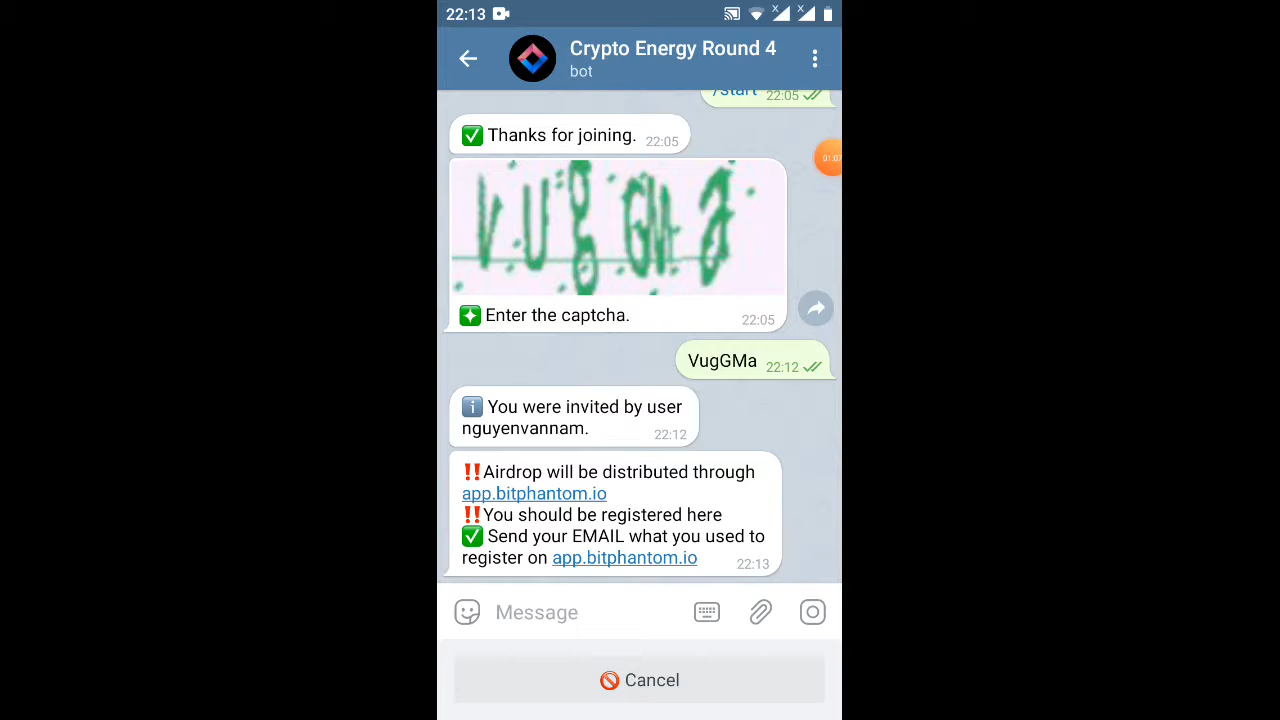 22:13
Crypto Energy Round 4
bot
/start 22:05
✅ Thanks for joining. 22:05
01:07
VugGMa
Enter the captcha. 22:05
VugGMa 22:12
You were invited by user
nguyenvannam. 22:12
‼️Airdrop will be distributed through
app.bitphantom.io
‼️You should be registered here
✅ Send your EMAIL what you used to
register on app.bitphantom.io 22:13
Message
🚫 Cancel